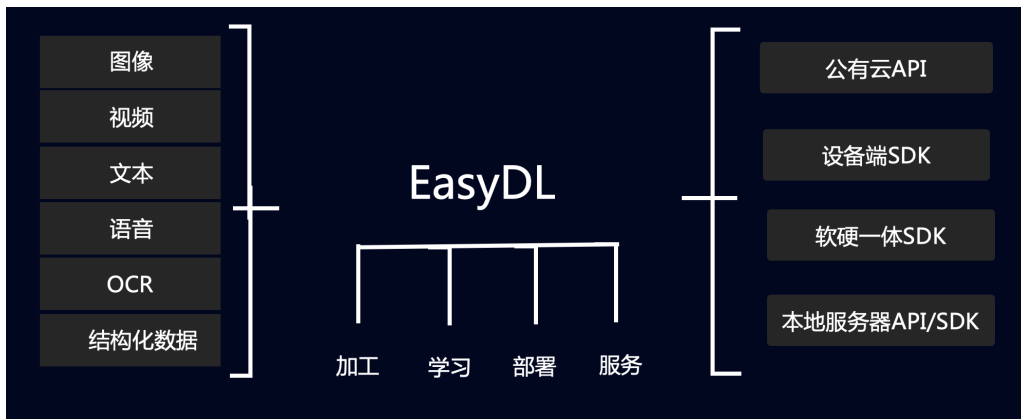 图像
视频
文本
语音
OCR
结构化数据
EasyDL
加工
学习
部署
服务
公有云API
设备端SDK
软硬一体SDK
本地服务器API/SDK